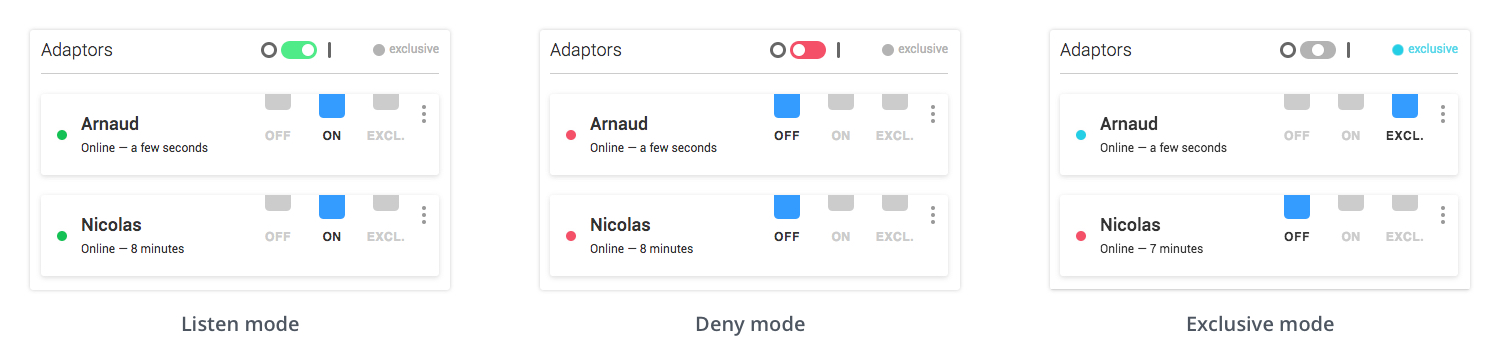 Adaptors exclusive
Arnaud
OFF ON EXCL.
Online — a few seconds
Nicolas
OFF ON EXCL.
Online — 8 minutes
Listen mode
Adaptors exclusive
Arnaud
OFF ON EXCL.
Online — a few seconds
Nicolas
OFF ON EXCL.
Online — 8 minutes
Deny mode
Adaptors exclusive
Arnaud
OFF ON EXCL.
Online — a few seconds
Nicolas
OFF ON EXCL.
Online — 7 minutes
Exclusive mode